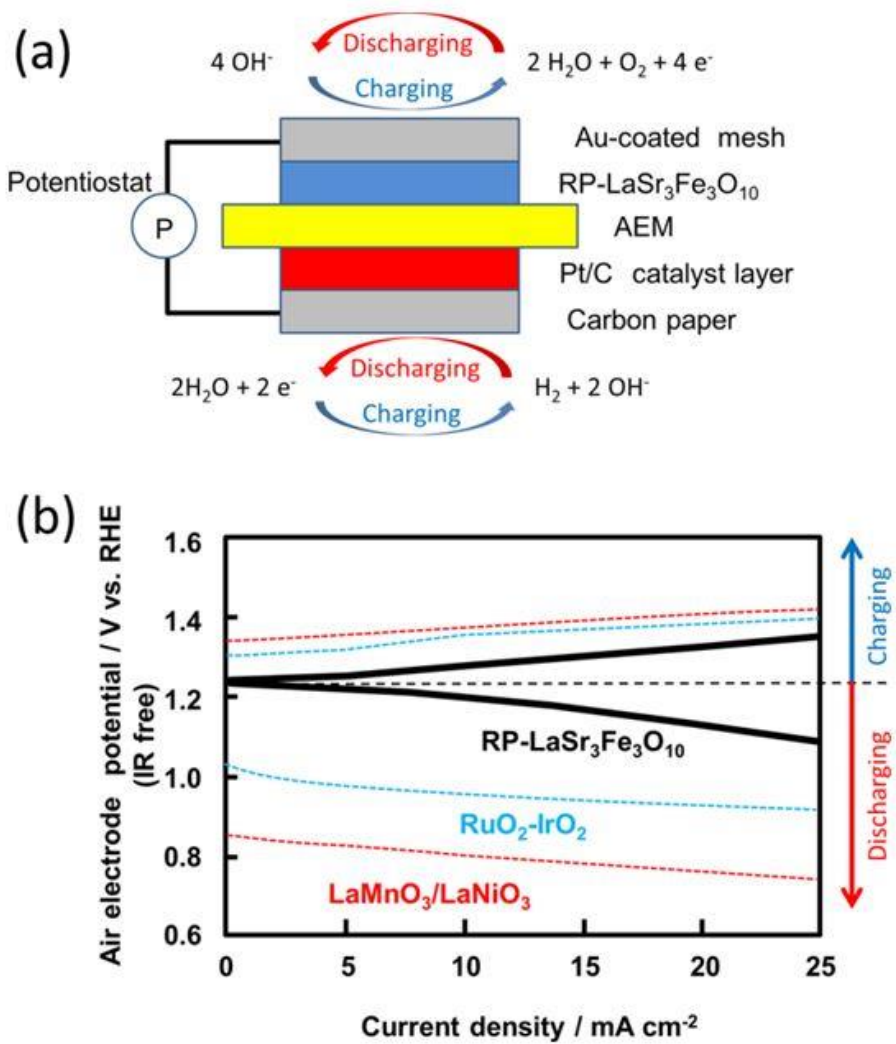 (a)
Discharging
4 OH⁻
2 H₂O + O₂ + 4 e⁻
Charging
Au-coated mesh
Potentiostat
RP-LaSr₃Fe₃O₁₀
P
AEM
Pt/C catalyst layer
Carbon paper
Discharging
2H₂O + 2 e⁻
H₂ + 2 OH⁻
Charging
(b)
Air electrode potential / V vs. RHE
(IR free)
1.6
1.4
1.2
1.0
0.8
0.6
Charging
Discharging
RP-LaSr₃Fe₃O₁₀
RuO₂-IrO₂
LaMnO₃/LaNiO₃
0 5 10 15 20 25
Current density / mA cm⁻²